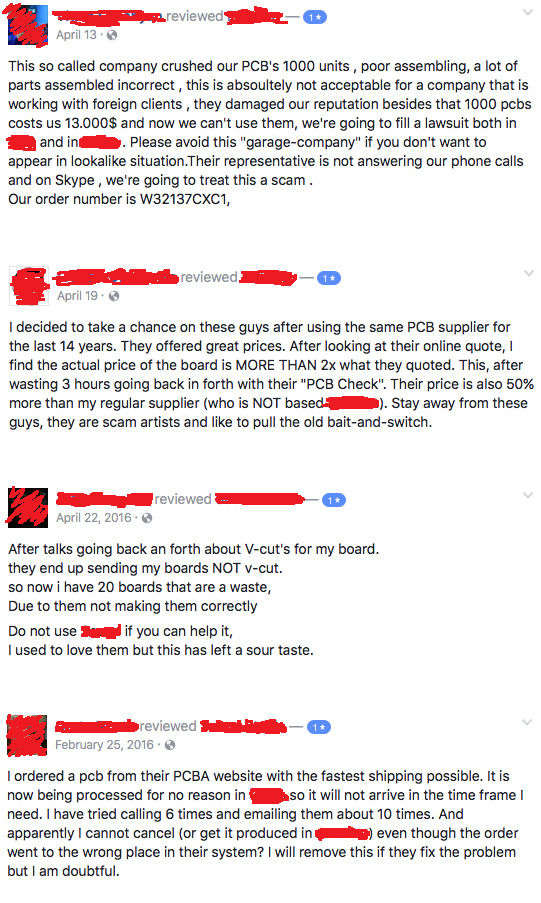 reviewed — 1★
April 13 ·
This so called company crushed our PCB's 1000 units , poor assembling, a lot of
parts assembled incorrect , this is absoultely not acceptable for a company that is
working with foreign clients , they damaged our reputation besides that 1000 pcbs
costs us 13.000$ and now we can't use them, we're going to fill a lawsuit both in
and in . Please avoid this "garage-company" if you don't want to
appear in lookalike situation.Their representative is not answering our phone calls
and on Skype , we're going to treat this a scam .
Our order number is W32137CXC1,
reviewed — 1★
April 19 ·
I decided to take a chance on these guys after using the same PCB supplier for
the last 14 years. They offered great prices. After looking at their online quote, I
find the actual price of the board is MORE THAN 2x what they quoted. This, after
wasting 3 hours going back in forth with their "PCB Check". Their price is also 50%
more than my regular supplier (who is NOT based ). Stay away from these
guys, they are scam artists and like to pull the old bait-and-switch.
reviewed — 1★
April 22, 2016 ·
After talks going back an forth about V-cut's for my board.
they end up sending my boards NOT v-cut.
so now i have 20 boards that are a waste,
Due to them not making them correctly
Do not use if you can help it,
I used to love them but this has left a sour taste.
reviewed — 1★
February 25, 2016 ·
I ordered a pcb from their PCBA website with the fastest shipping possible. It is
now being processed for no reason in so it will not arrive in the time frame I
need. I have tried calling 6 times and emailing them about 10 times. And
apparently I cannot cancel (or get it produced in ) even though the order
went to the wrong place in their system? I will remove this if they fix the problem
but I am doubtful.